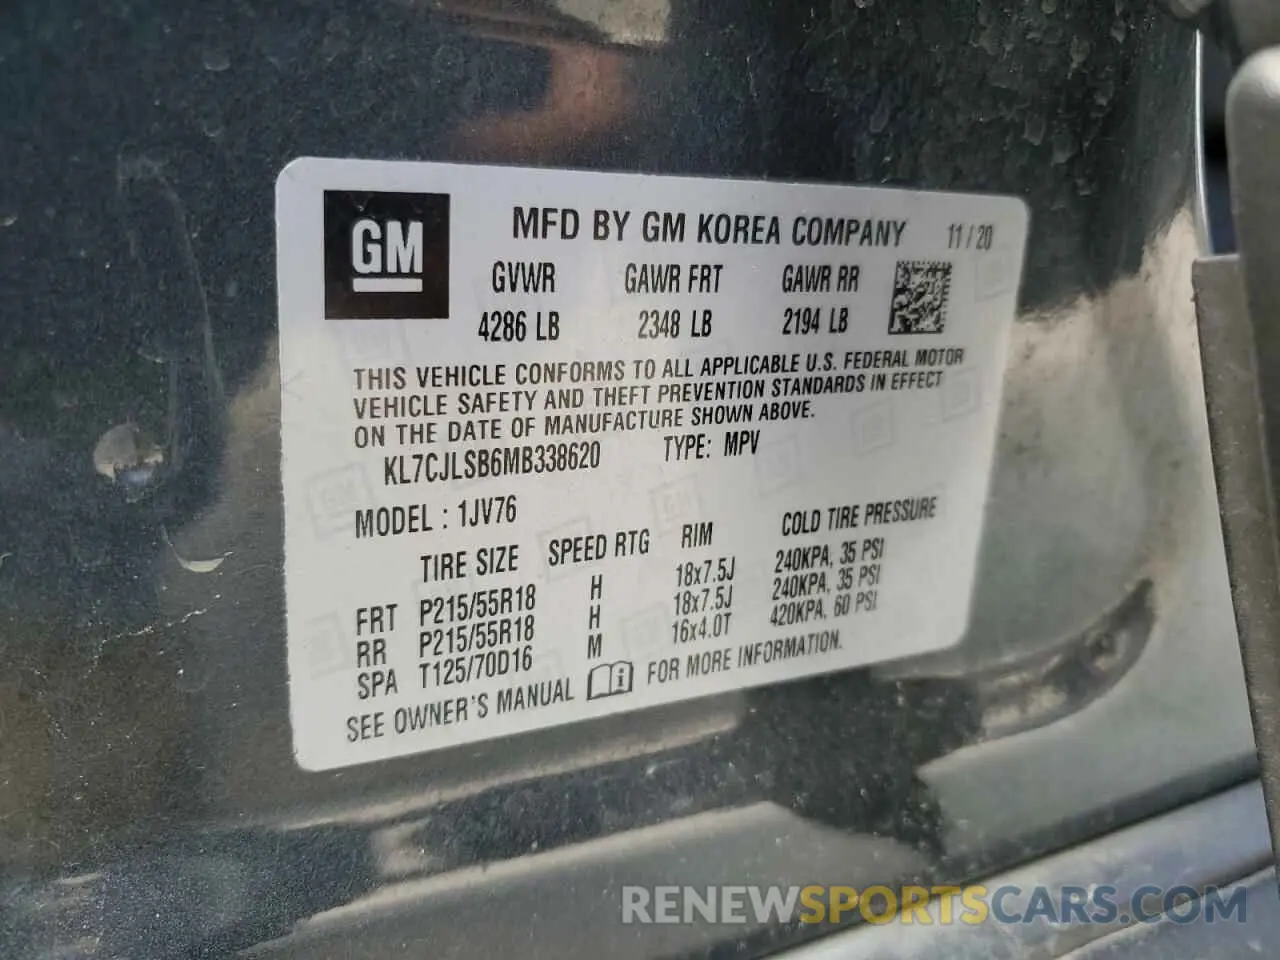 GM
MFD BY GM KOREA COMPANY 11/20
GVWR GAWR FRT GAWR RR
4286 LB 2348 LB 2194 LB
THIS VEHICLE CONFORMS TO ALL APPLICABLE U.S. FEDERAL MOTOR
VEHICLE SAFETY AND THEFT PREVENTION STANDARDS IN EFFECT
ON THE DATE OF MANUFACTURE SHOWN ABOVE.
KL7CJLSB6MB338620 TYPE: MPV
MODEL : 1JV76
TIRE SIZE SPEED RTG RIM COLD TIRE PRESSURE
FRT P215/55R18 H 18x7.5J 240KPA, 35 PSI
RR P215/55R18 H 18x7.5J 240KPA, 35 PSI
SPA T125/70D16 M 16x4.0T 420KPA, 60 PSI
SEE OWNER'S MANUAL FOR MORE INFORMATION.
RENEWSPORTSCARS.COM